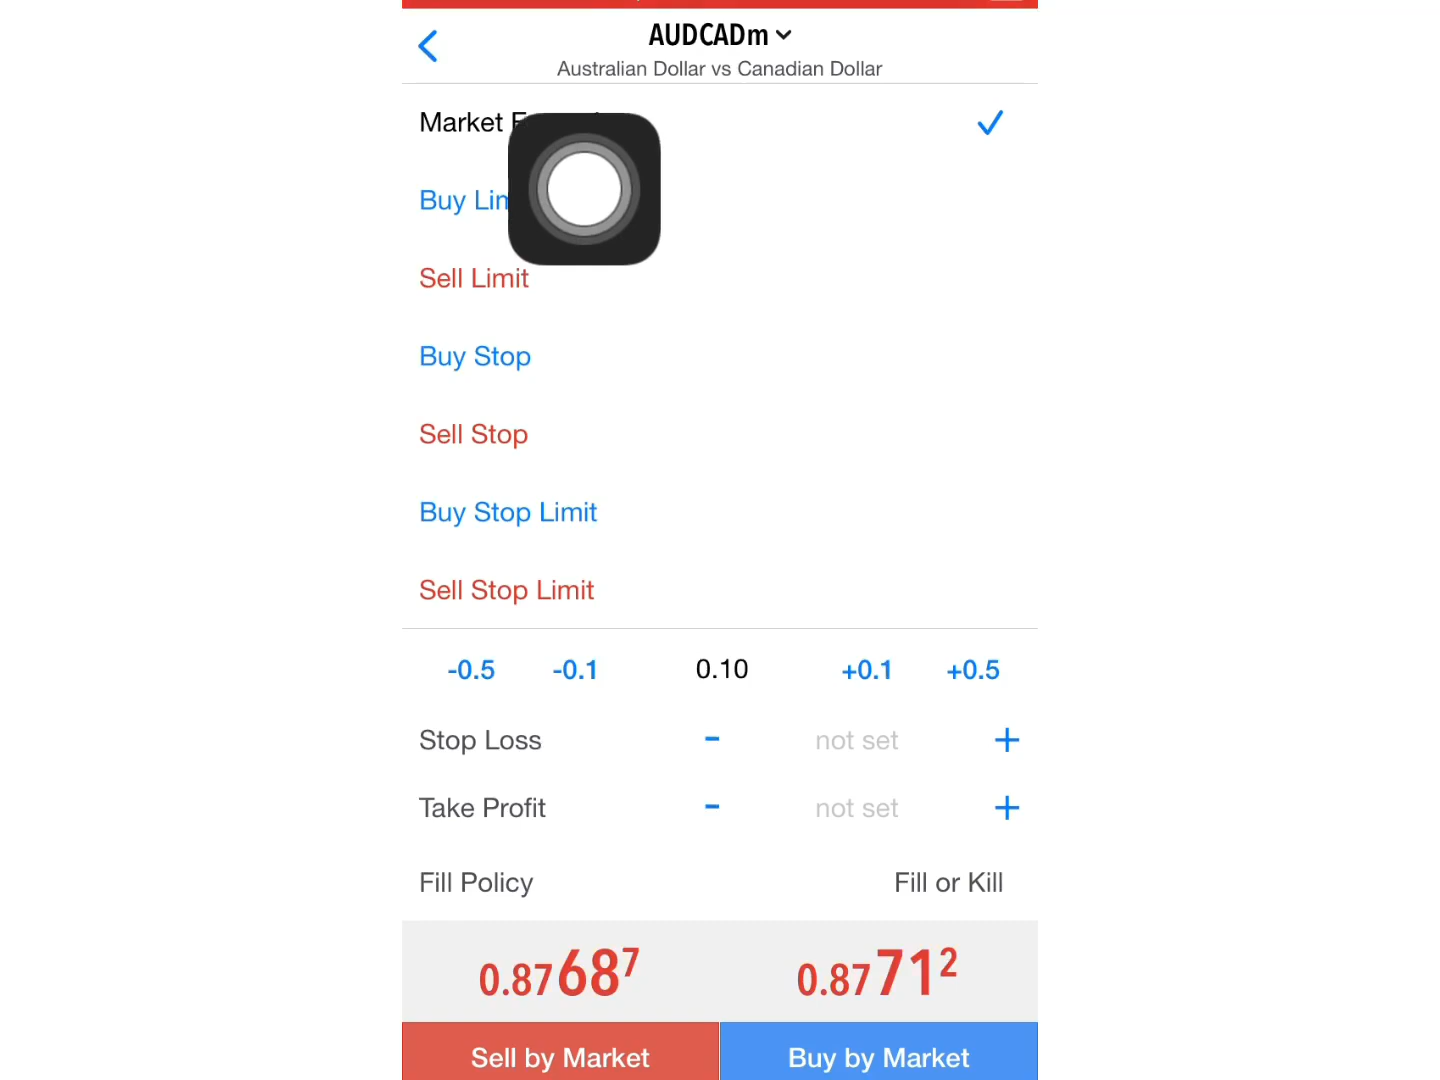 AUDCADm
Australian Dollar vs Canadian Dollar
Market
Buy
Sell Limit
Buy Stop
Sell Stop
Buy Stop Limit
Sell Stop Limit
-0.5 -0.1 0.10 +0.1 +0.5
Stop Loss - not set +
Take Profit - not set +
Fill Policy Fill or Kill
0.87687 0.87712
Sell by Market Buy by Market